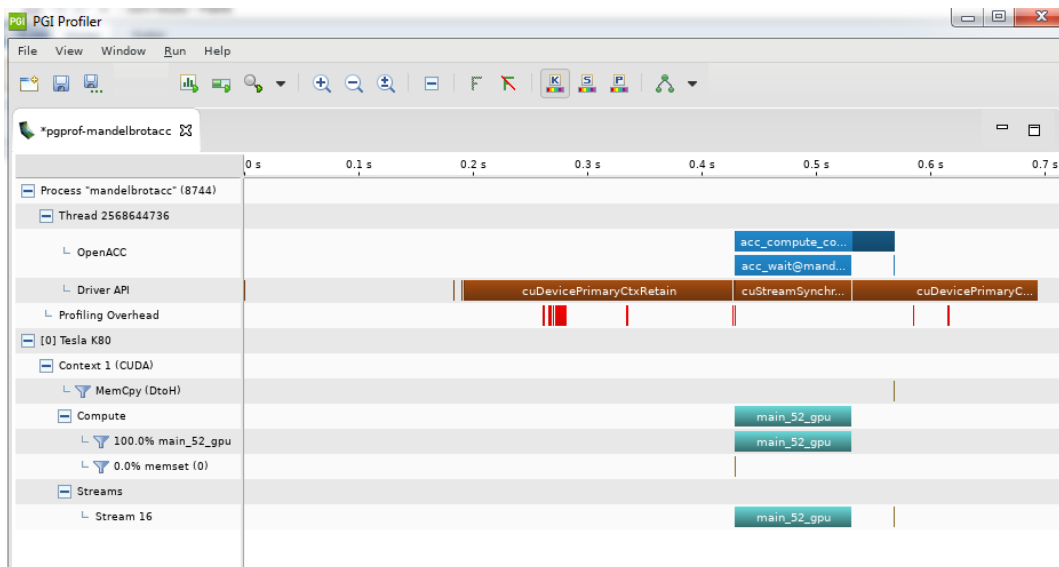 PGI PGI Profiler
File View Window Run Help
*pgprof-mandelbrotacc
0 s 0.1 s 0.2 s 0.3 s 0.4 s 0.5 s 0.6 s 0.7 s
Process "mandelbrotacc" (8744)
Thread 2568644736
OpenACC
acc_compute_co...
acc_wait@mand...
Driver API cuDevicePrimaryCtxRetain cuStreamSynchr... cuDevicePrimaryC...
Profiling Overhead
[0] Tesla K80
Context 1 (CUDA)
MemCpy (DtoH)
Compute main_52_gpu
100.0% main_52_gpu main_52_gpu
0.0% memset (0)
Streams
Stream 16 main_52_gpu